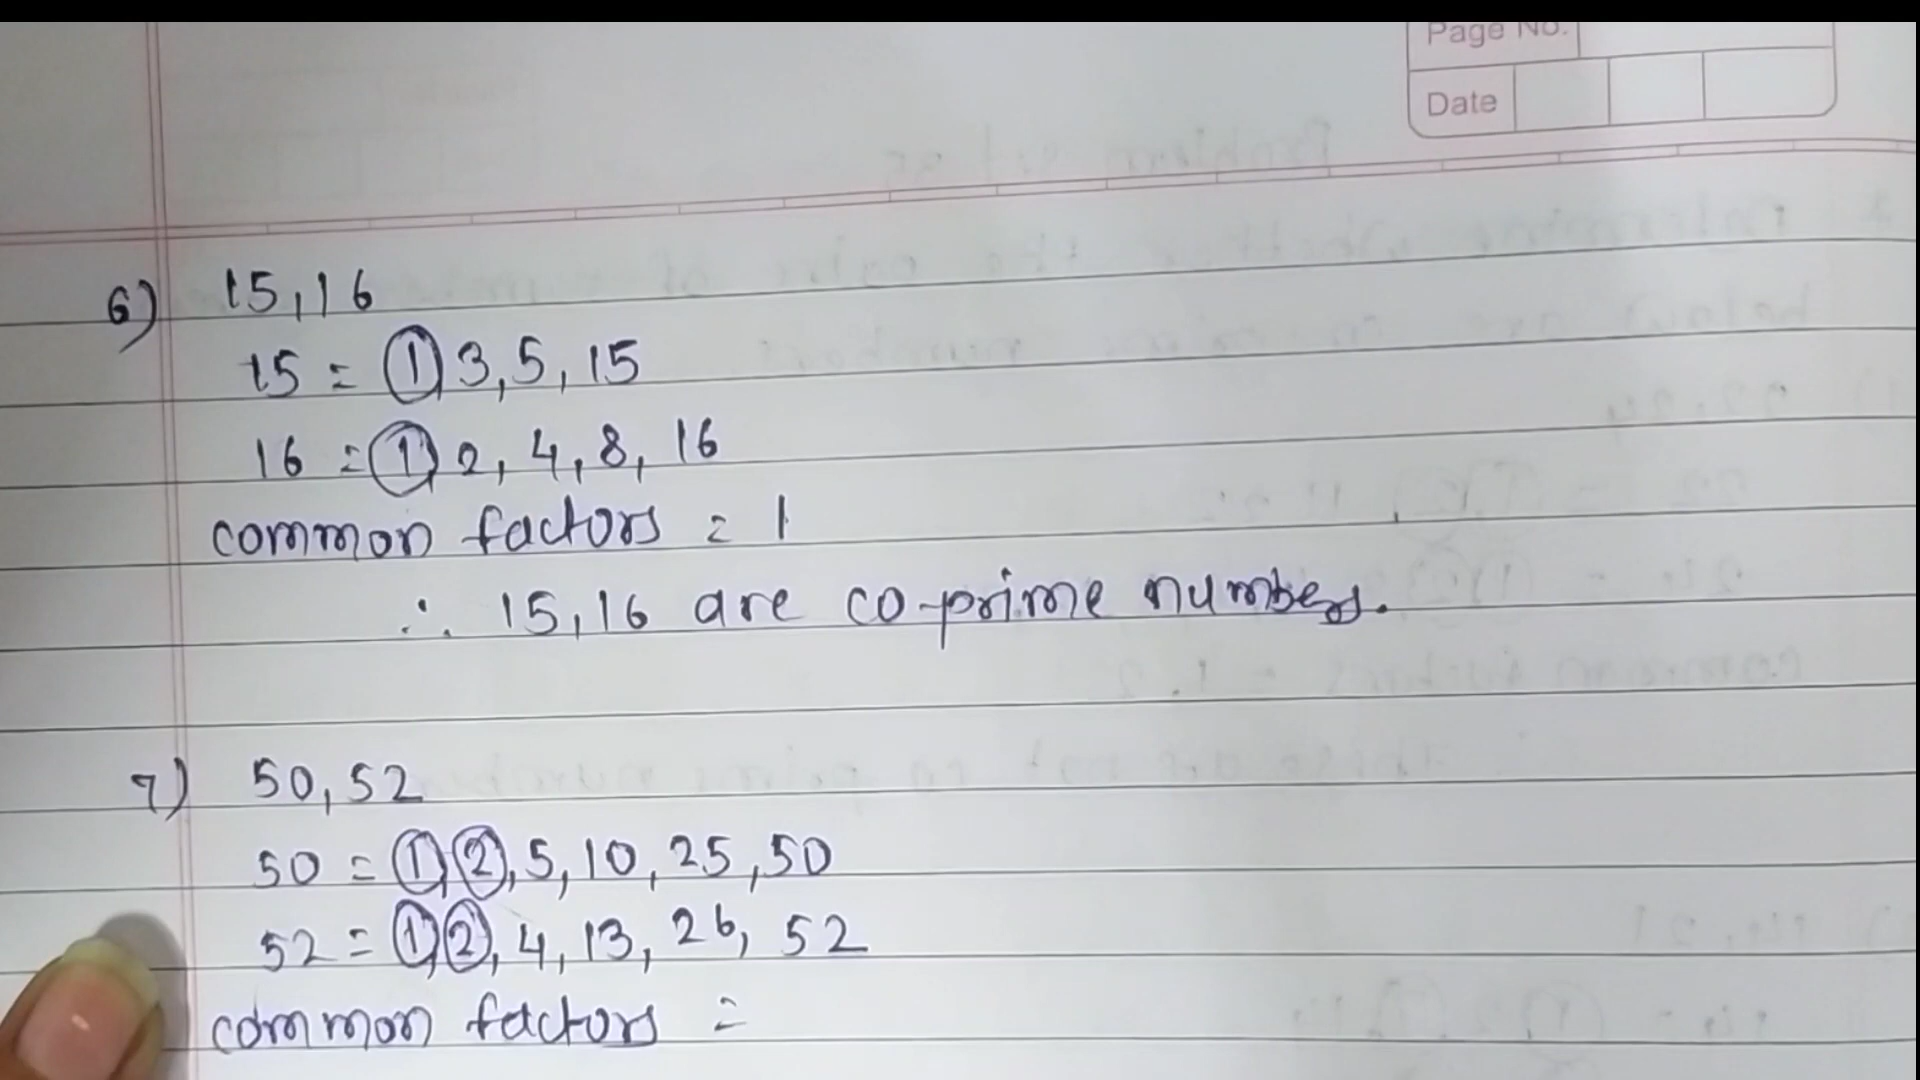 Page No.
Date
6) 15, 16
15 = 1, 3, 5, 15
16 = 1, 2, 4, 8, 16
common factors = 1
∴ 15, 16 are co-prime numbers.
7) 50, 52
50 = 1, 2, 5, 10, 25, 50
52 = 1, 2, 4, 13, 26, 52
common factors =